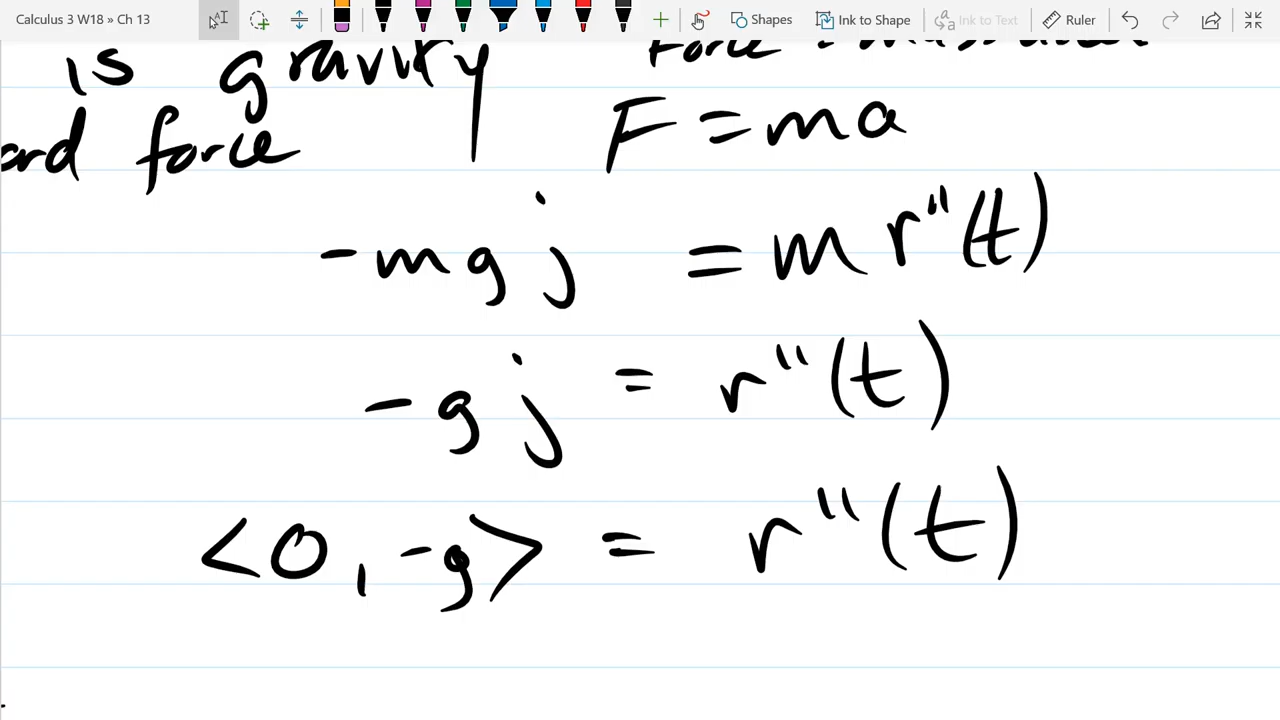 Calculus 3 W18 » Ch 13
Shapes
Ink to Shape
Ink to Text
Ruler
is gravity
force
Force
F = ma
-mg j = m r"(t)
-g j = r"(t)
<0, -g> = r"(t)